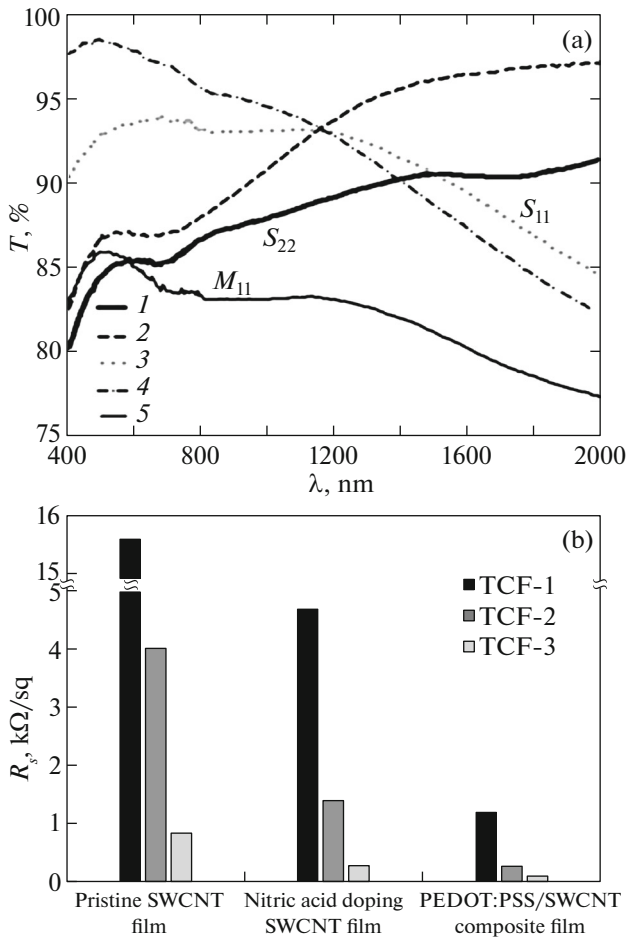 100
(a)
95
90
T, %
S₁₁
S₂₂
85
M₁₁
1
2
80
3
4
5
75
400 800 1200 1600 2000
λ, nm
16
(b)
15
TCF-1
5
TCF-2
4
TCF-3
3
Rₛ, kΩ/sq
2
1
0
Pristine SWCNT
film
Nitric acid doping
SWCNT film
PEDOT:PSS/SWCNT
composite film